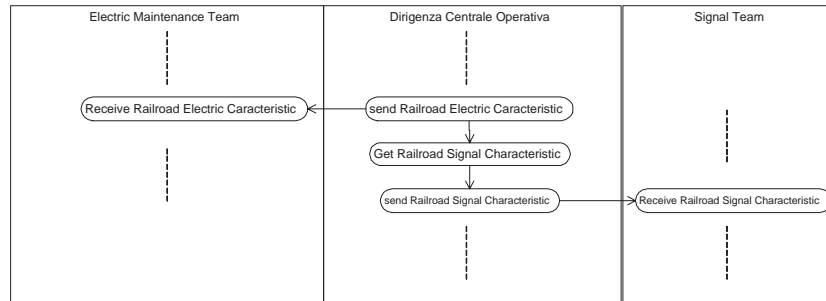 Electric Maintenance Team
Dirigenza Centrale Operativa
Signal Team
Receive Railroad Electric Caracteristic
send Railroad Electric Caracteristic
Get Railroad Signal Characteristic
send Railroad Signal Characteristic
Receive Railroad Signal Characteristic